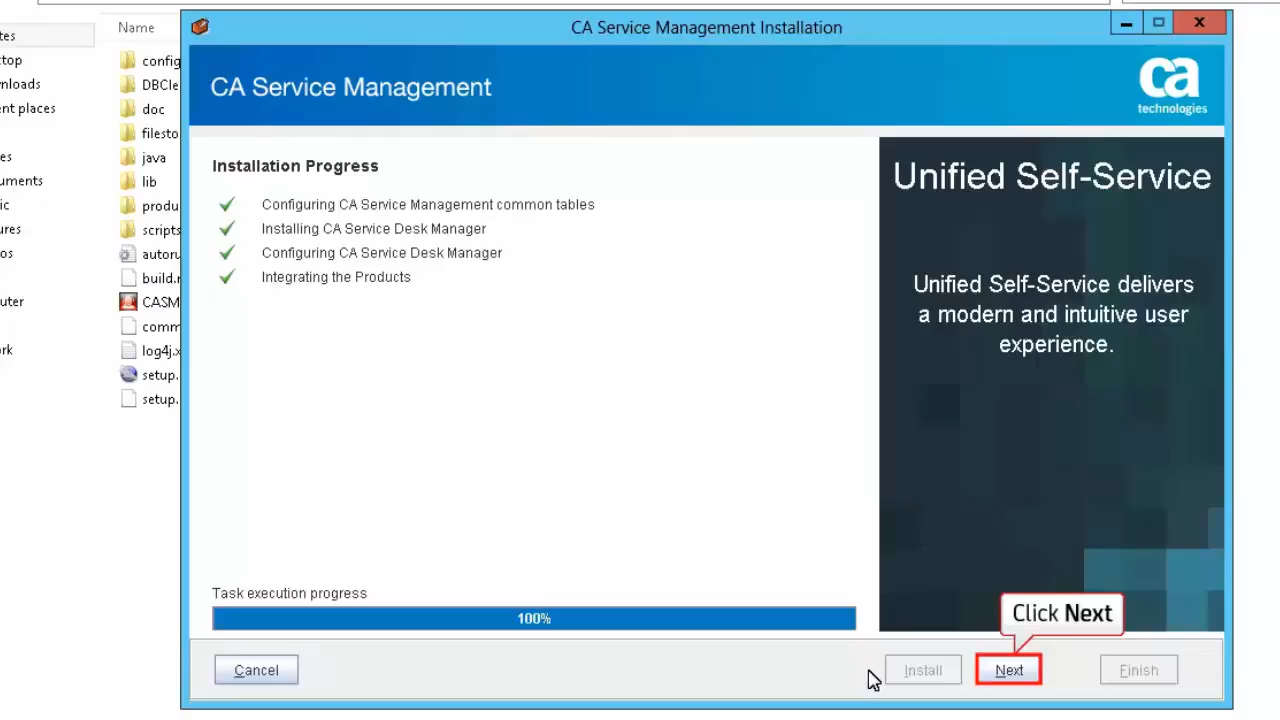 CA Service Management Installation
CA Service Management
ca
technologies
Name
config
DBCle
doc
filesto
java
lib
produ
scripts
autoru
build.r
CASM
comm
log4j.x
setup.
setup.
tes
top
nloads
nt places
es
uments
ic
ures
os
uter
rk
Installation Progress
Configuring CA Service Management common tables
Installing CA Service Desk Manager
Configuring CA Service Desk Manager
Integrating the Products
Task execution progress
100%
Unified Self-Service
Unified Self-Service delivers
a modern and intuitive user
experience.
Click Next
Cancel
Install
Next
Finish